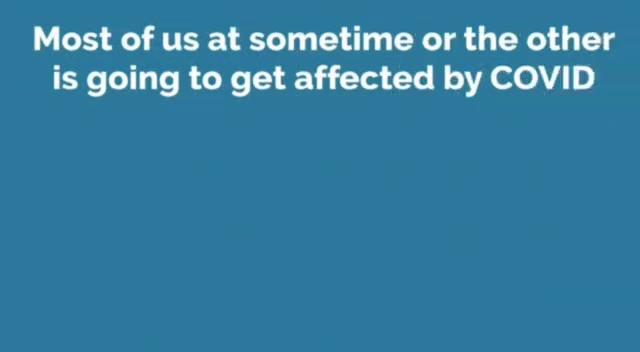 Most of us at sometime or the other
is going to get affected by COVID